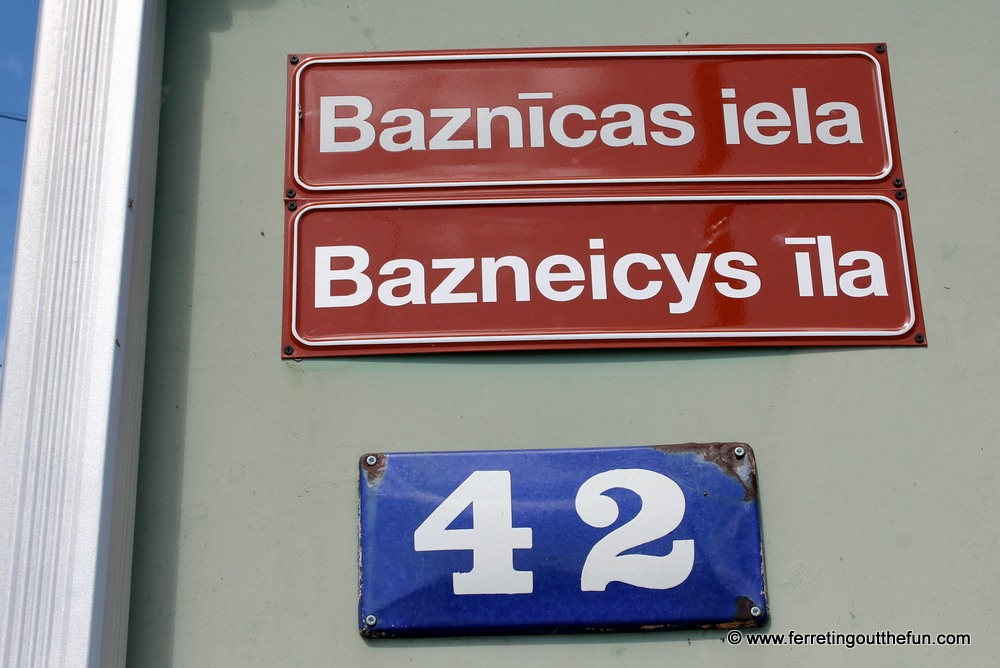 Baznīcas iela
Bazneicys īla
42
© www.ferretingoutthefun.com